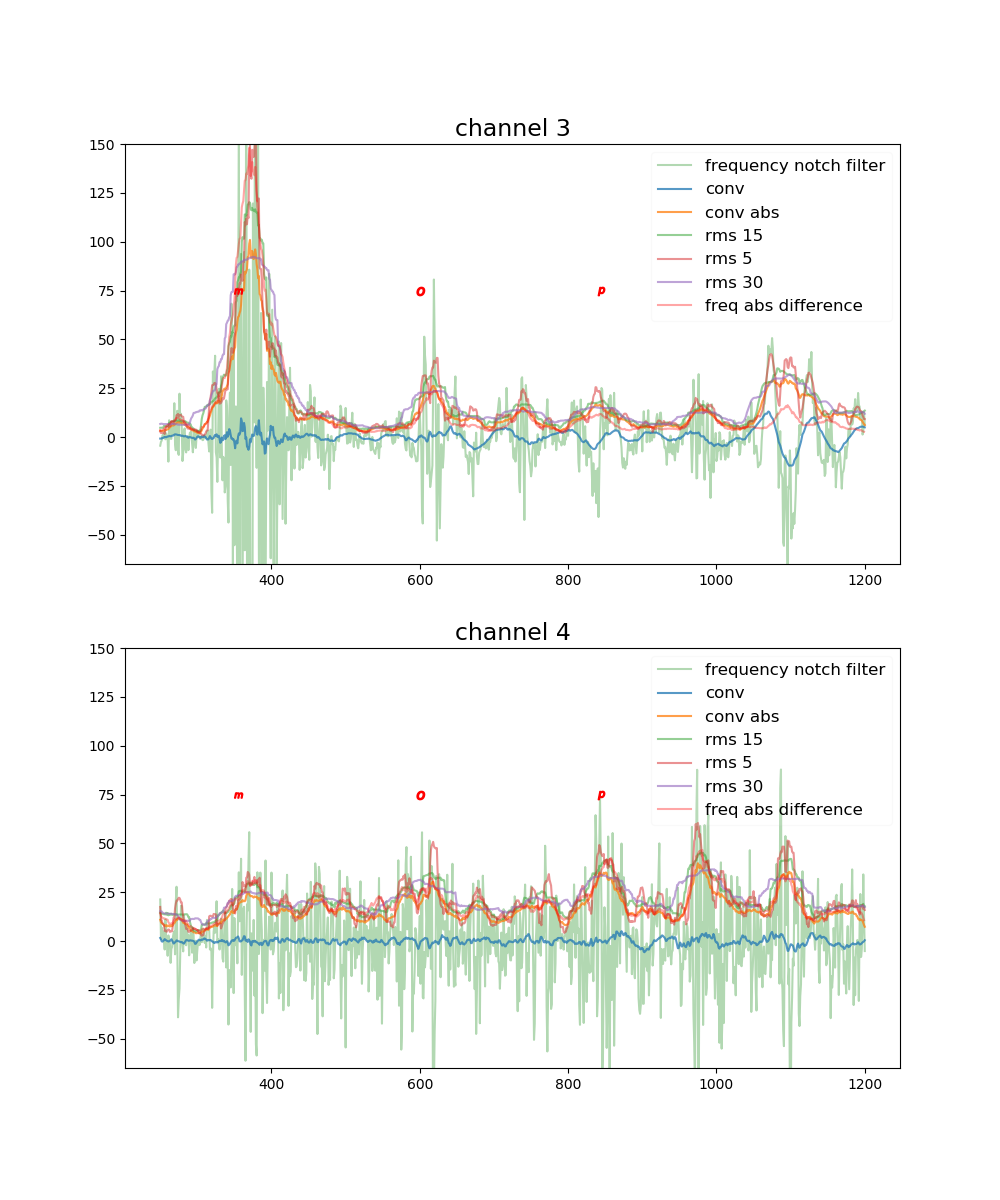 channel 3
150
125
100
75
50
25
0
−25
−50
400 600 800 1000 1200
frequency notch filter
conv
conv abs
rms 15
rms 5
rms 30
freq abs difference
m o p
channel 4
150
125
100
75
50
25
0
−25
−50
400 600 800 1000 1200
frequency notch filter
conv
conv abs
rms 15
rms 5
rms 30
freq abs difference
m o p